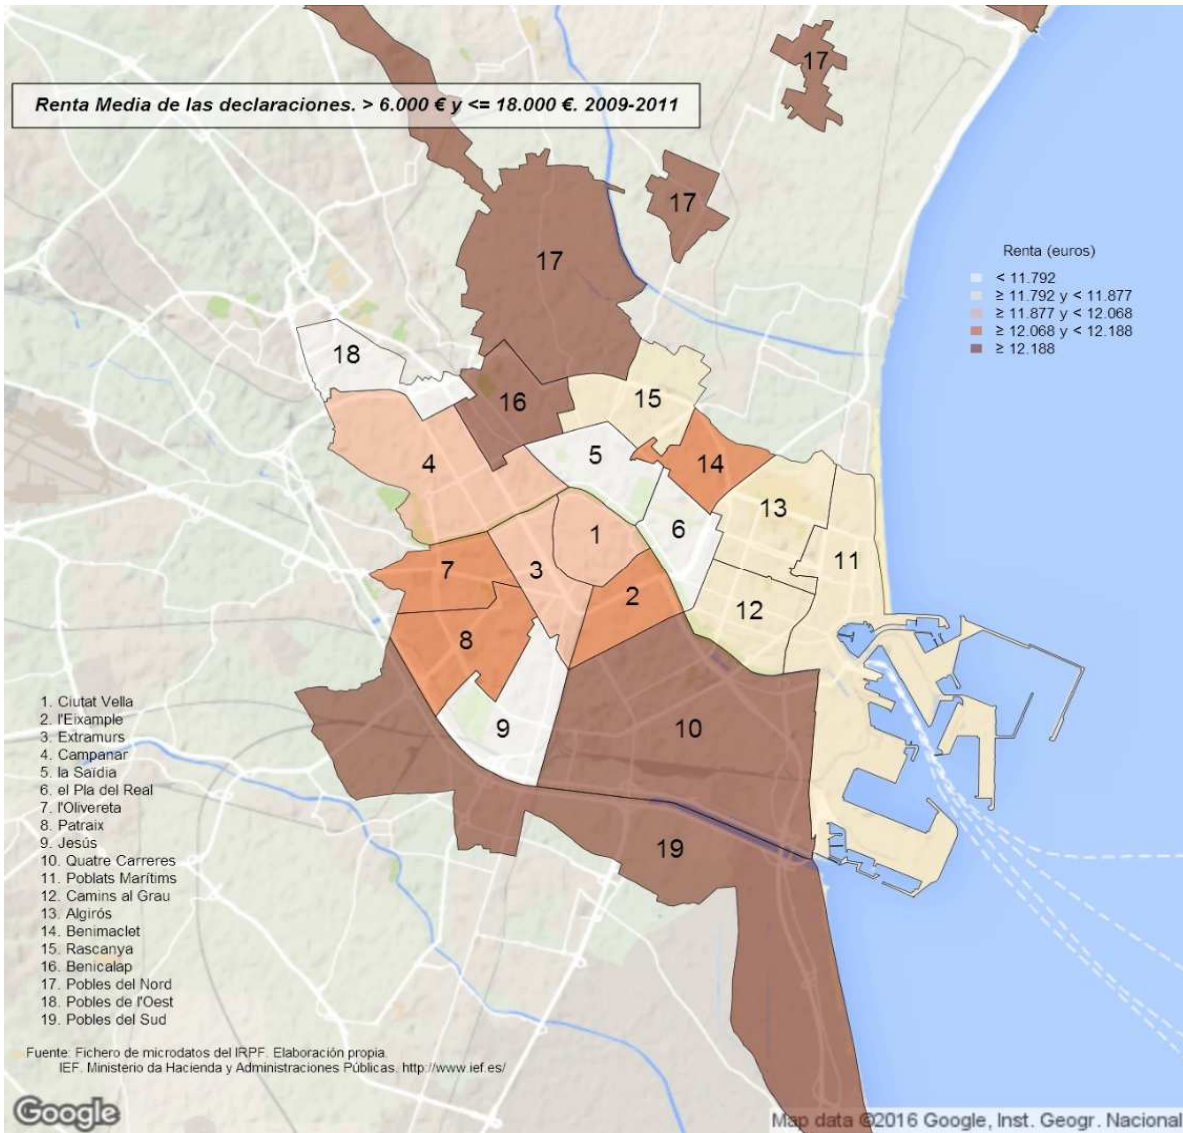 Renta Media de las declaraciones. > 6.000 € y <= 18.000 €. 2009-2011
17
17
17
Renta (euros)
< 11.792
≥ 11.792 y < 11.877
≥ 11.877 y < 12.068
≥ 12.068 y < 12.188
≥ 12.188
18
16
15
4
5
14
13
6
1
11
3
7
2
12
8
9
10
19
1. Ciutat Vella
2. l'Eixample
3. Extramurs
4. Campanar
5. la Saïdia
6. el Pla del Real
7. l'Olivereta
8. Patraix
9. Jesús
10. Quatre Carreres
11. Poblats Marítims
12. Camins al Grau
13. Algirós
14. Benimaclet
15. Rascanya
16. Benicalap
17. Pobles del Nord
18. Pobles de l'Oest
19. Pobles del Sud
Fuente: Fichero de microdatos del IRPF. Elaboración propia.
IEF. Ministerio da Hacienda y Administraciones Públicas. http://www.ief.es/
Google
Map data ©2016 Google, Inst. Geogr. Nacional